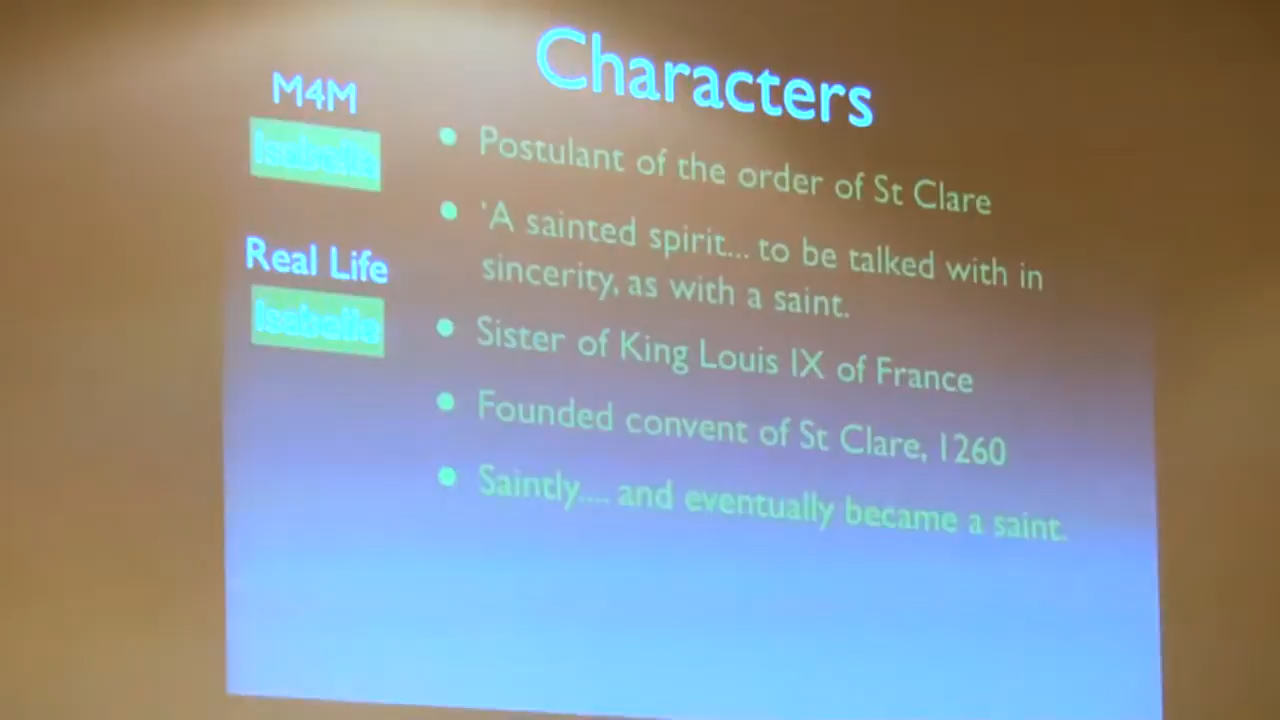 Characters
M4M
Isabella
• Postulant of the order of St Clare
• 'A sainted spirit... to be talked with in
sincerity, as with a saint.
Real Life
Isabelle
• Sister of King Louis IX of France
• Founded convent of St Clare, 1260
• Saintly.... and eventually became a saint.